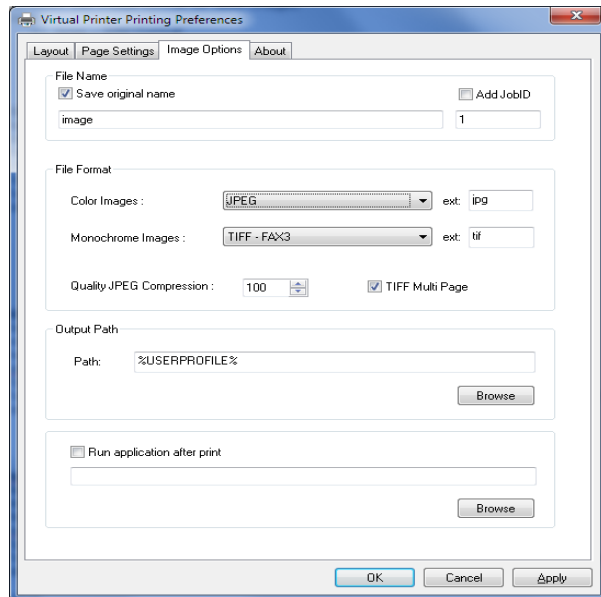 Virtual Printer Printing Preferences
Layout Page Settings Image Options About
File Name
Save original name Add JobID
image 1
File Format
Color Images : JPEG ext: jpg
Monochrome Images : TIFF - FAX3 ext: tif
Quality JPEG Compression : 100 TIFF Multi Page
Output Path
Path: %USERPROFILE%
Browse
Run application after print
Browse
OK Cancel Apply